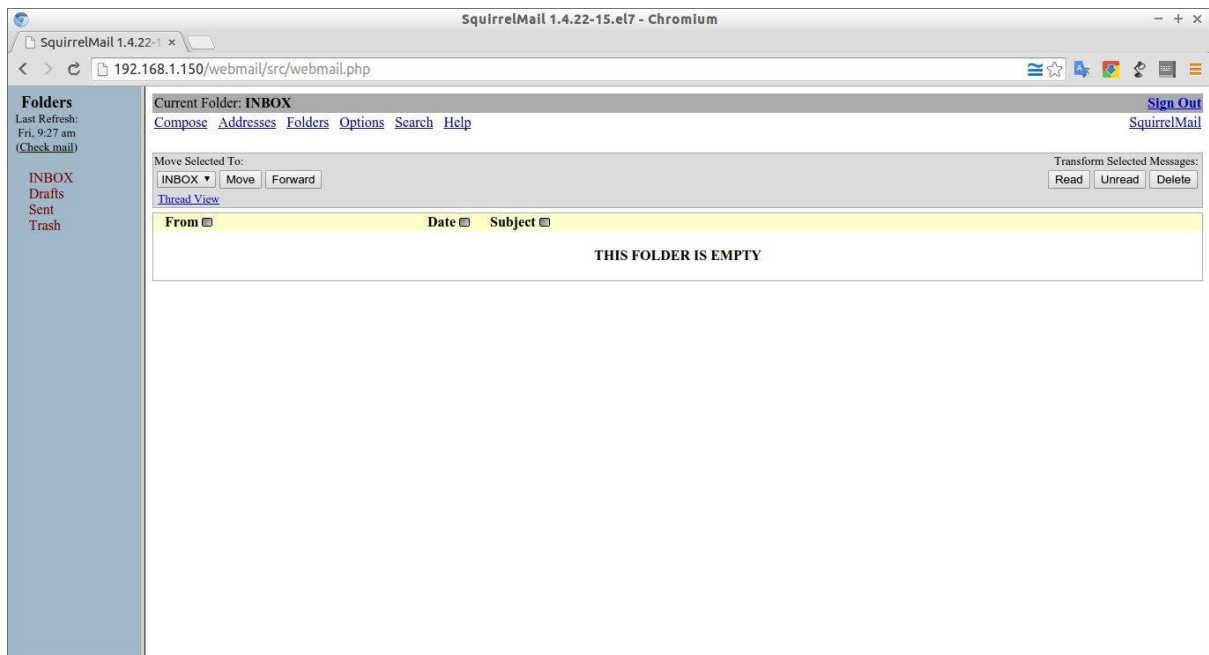 SquirrelMail 1.4.22-15.el7 - Chromium
SquirrelMail 1.4.22-1
192.168.1.150/webmail/src/webmail.php
Folders
Last Refresh:
Fri, 9:27 am
(Check mail)
INBOX
Drafts
Sent
Trash
Current Folder: INBOX Sign Out
Compose Addresses Folders Options Search Help SquirrelMail
Move Selected To: Transform Selected Messages:
INBOX Move Forward Read Unread Delete
Thread View
From Date Subject
THIS FOLDER IS EMPTY